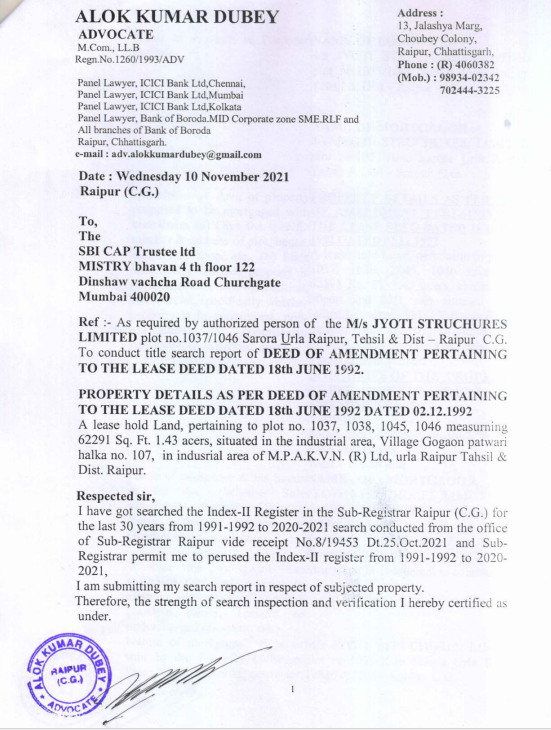 ALOK KUMAR DUBEY
ADVOCATE
M.Com., LL.B
Regn.No.1260/1993/ADV
Address :
13, Jalashya Marg,
Choubey Colony,
Raipur, Chhattisgarh,
Phone : (R) 4060382
(Mob.) : 98934-02342
702444-3225
Panel Lawyer, ICICI Bank Ltd,Chennai,
Panel Lawyer, ICICI Bank Ltd,Mumbai
Panel Lawyer, ICICI Bank Ltd,Kolkata
Panel Lawyer, Bank of Boroda.MID Corporate zone SME.RLF and
All branches of Bank of Boroda
Raipur, Chhattisgarh.
e-mail : adv.alokkumardubey@gmail.com
Date : Wednesday 10 November 2021
Raipur (C.G.)
To,
The
SBI CAP Trustee ltd
MISTRY bhavan 4 th floor 122
Dinshaw vachcha Road Churchgate
Mumbai 400020
Ref :- As required by authorized person of the M/s JYOTI STRUCHURES
LIMITED plot no.1037/1046 Sarora Urla Raipur, Tehsil & Dist – Raipur C.G.
To conduct title search report of DEED OF AMENDMENT PERTAINING
TO THE LEASE DEED DATED 18th JUNE 1992.
PROPERTY DETAILS AS PER DEED OF AMENDMENT PERTAINING
TO THE LEASE DEED DATED 18th JUNE 1992 DATED 02.12.1992
A lease hold Land, pertaining to plot no. 1037, 1038, 1045, 1046 measurning
62291 Sq. Ft. 1.43 acers, situated in the industrial area, Village Gogaon patwari
halka no. 107, in indusrial area of M.P.A.K.V.N. (R) Ltd, urla Raipur Tahsil &
Dist. Raipur.
Respected sir,
I have got searched the Index-II Register in the Sub-Registrar Raipur (C.G.) for
the last 30 years from 1991-1992 to 2020-2021 search conducted from the office
of Sub-Registrar Raipur vide receipt No.8/19453 Dt.25.Oct.2021 and Sub-
Registrar permit me to perused the Index-II register from 1991-1992 to 2020-
2021,
I am submitting my search report in respect of subjected property.
Therefore, the strength of search inspection and verification I hereby certified as
under.
ALOK KUMAR DUBEY
RAIPUR
(C.G.)
ADVOCATE
1